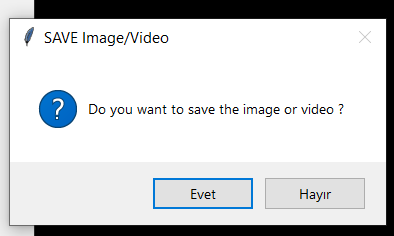 SAVE Image/Video
Do you want to save the image or video ?
Evet
Hayır